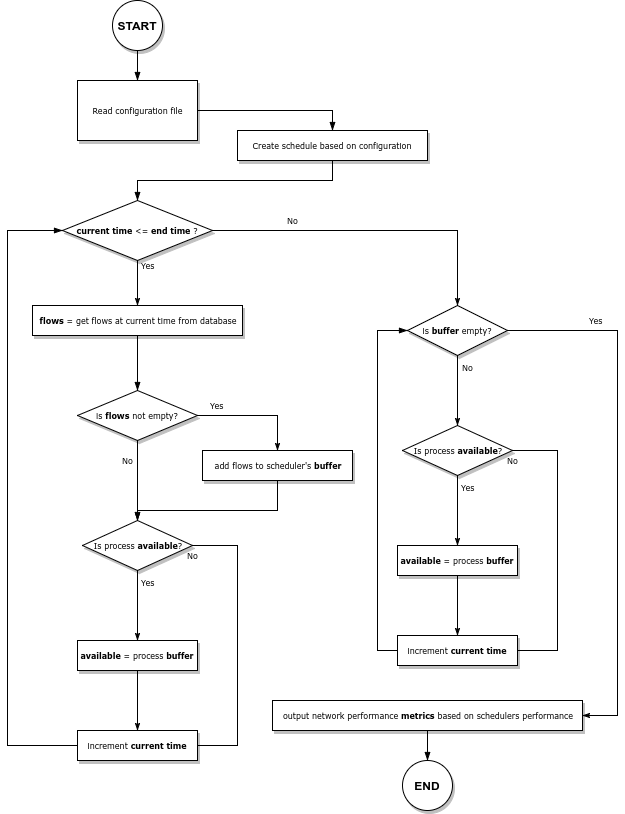 START
Read configuration file
Create schedule based on configuration
current time <= end time ?
No
Yes
flows = get flows at current time from database
Is buffer empty?
Yes
No
Is flows not empty?
Yes
No
add flows to scheduler's buffer
Is process available?
No
Yes
Is process available?
No
Yes
available = process buffer
available = process buffer
Increment current time
Increment current time
output network performance metrics based on schedulers performance
END